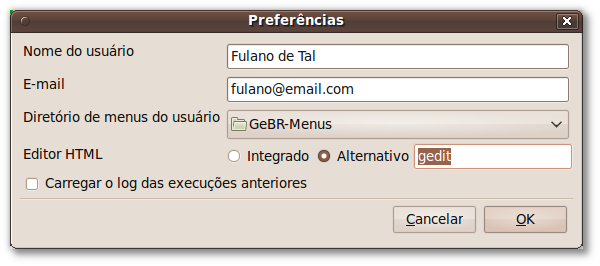 Preferências
Nome do usuário Fulano de Tal
E-mail fulano@email.com
Diretório de menus do usuário GeBR-Menus
Editor HTML Integrado Alternativo gedit
Carregar o log das execuções anteriores
Cancelar OK